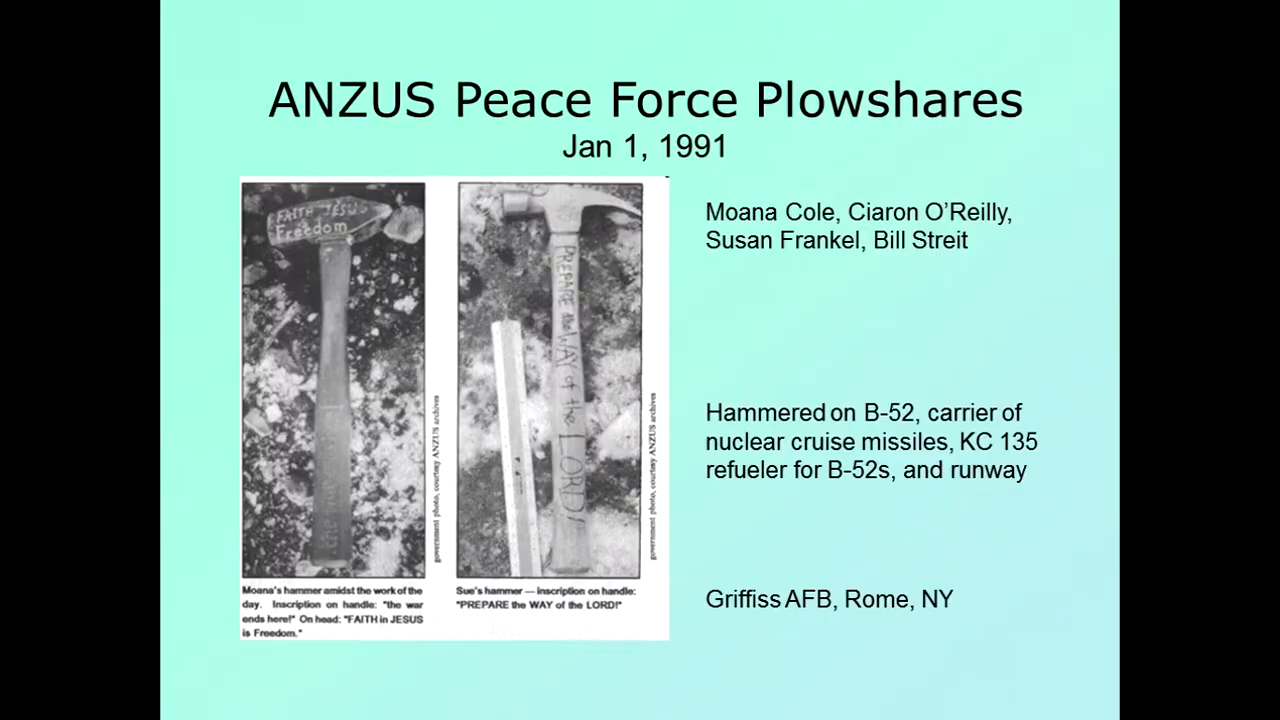 ANZUS Peace Force Plowshares
Jan 1, 1991
FAITH in JESUS
is Freedom
PREPARE the WAY of the LORD!
government photo, courtesy ANZUS archives
government photo, courtesy ANZUS archives
Moana's hammer amidst the work of the
day. Inscription on handle: "the war
ends here!" On head: "FAITH in JESUS
is Freedom."
Sue's hammer — inscription on handle:
"PREPARE the WAY of the LORD!"
Moana Cole, Ciaron O'Reilly,
Susan Frankel, Bill Streit
Hammered on B-52, carrier of
nuclear cruise missiles, KC 135
refueler for B-52s, and runway
Griffiss AFB, Rome, NY